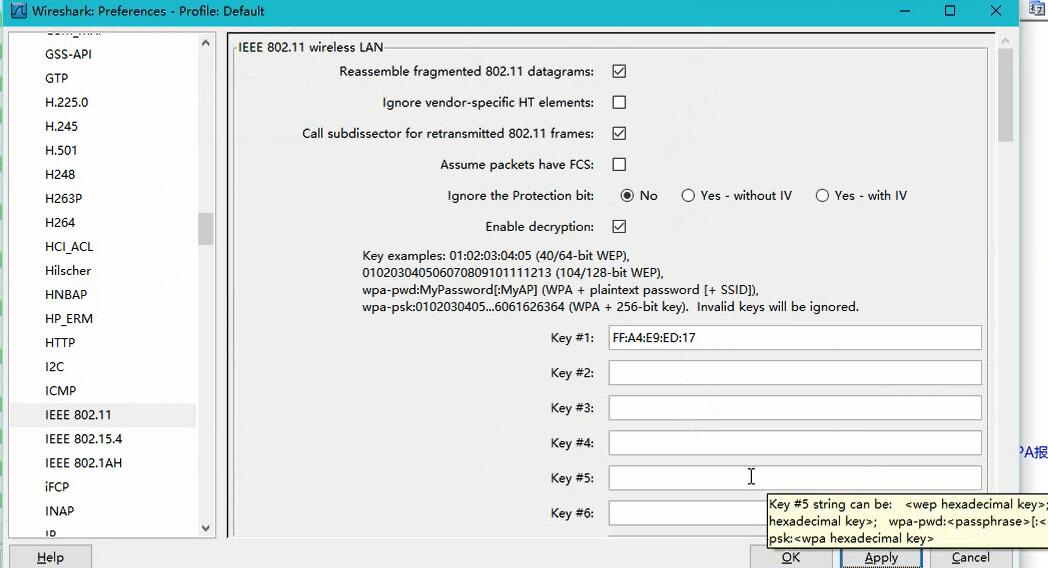 Wireshark: Preferences - Profile: Default
GSS-API
GTP
H.225.0
H.245
H.501
H248
H263P
H264
HCI_ACL
Hilscher
HNBAP
HP_ERM
HTTP
I2C
ICMP
IEEE 802.11
IEEE 802.15.4
IEEE 802.1AH
iFCP
INAP
IEEE 802.11 wireless LAN
Reassemble fragmented 802.11 datagrams:
Ignore vendor-specific HT elements:
Call subdissector for retransmitted 802.11 frames:
Assume packets have FCS:
Ignore the Protection bit: No Yes - without IV Yes - with IV
Enable decryption:
Key examples: 01:02:03:04:05 (40/64-bit WEP),
010203040506070809101111213 (104/128-bit WEP),
wpa-pwd:MyPassword[:MyAP] (WPA + plaintext password [+ SSID]),
wpa-psk:0102030405...6061626364 (WPA + 256-bit key). Invalid keys will be ignored.
Key #1: FF:A4:E9:ED:17
Key #2:
Key #3:
Key #4:
Key #5:
Key #6:
PA报
Key #5 string can be: <wep hexadecimal key>;
hexadecimal key>; wpa-pwd:<passphrase>[:<
psk:<wpa hexadecimal key>
Help
OK
Apply
Cancel